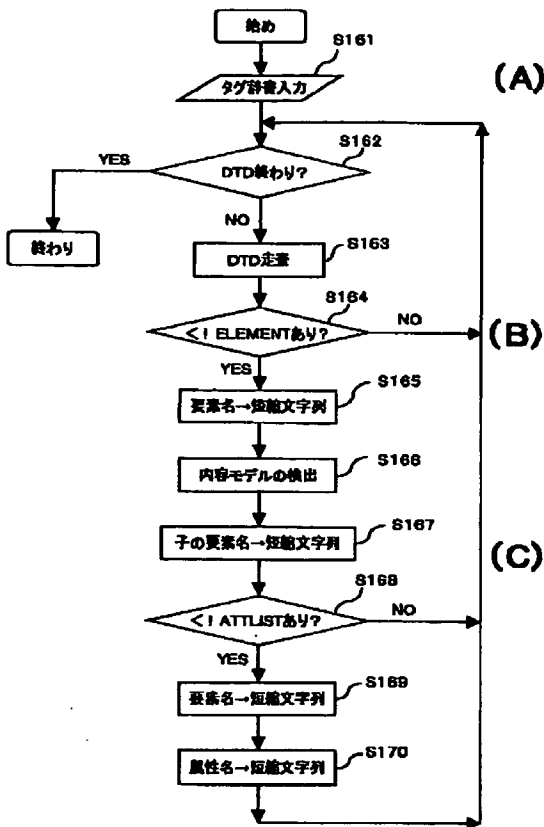 始め
S161
(A)
タグ辞書入力
S162
YES
DTD終わり?
NO
終わり
S163
DTD走査
S164
<!ELEMENTあり?
NO
(B)
YES
S165
要素名→短縮文字列
S166
内容モデルの検出
S167
子の要素名→短縮文字列
(C)
S168
<!ATTLISTあり?
NO
YES
S169
要素名→短縮文字列
S170
属性名→短縮文字列